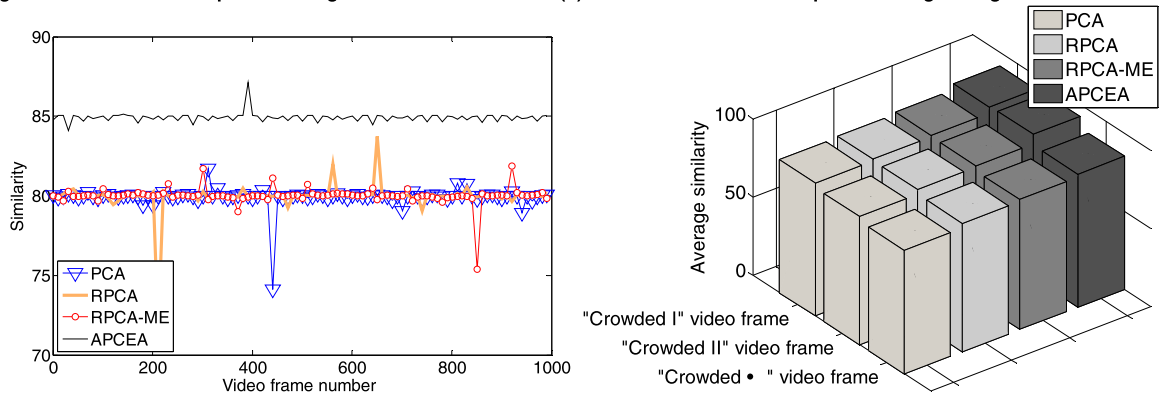 90
85
80
75
70
Similarity
0
200
400
600
800
1000
Video frame number
PCA
RPCA
RPCA-ME
APCEA
PCA
RPCA
RPCA-ME
APCEA
100
50
0
Average similarity
"Crowded I" video frame
"Crowded II" video frame
"Crowded • " video frame